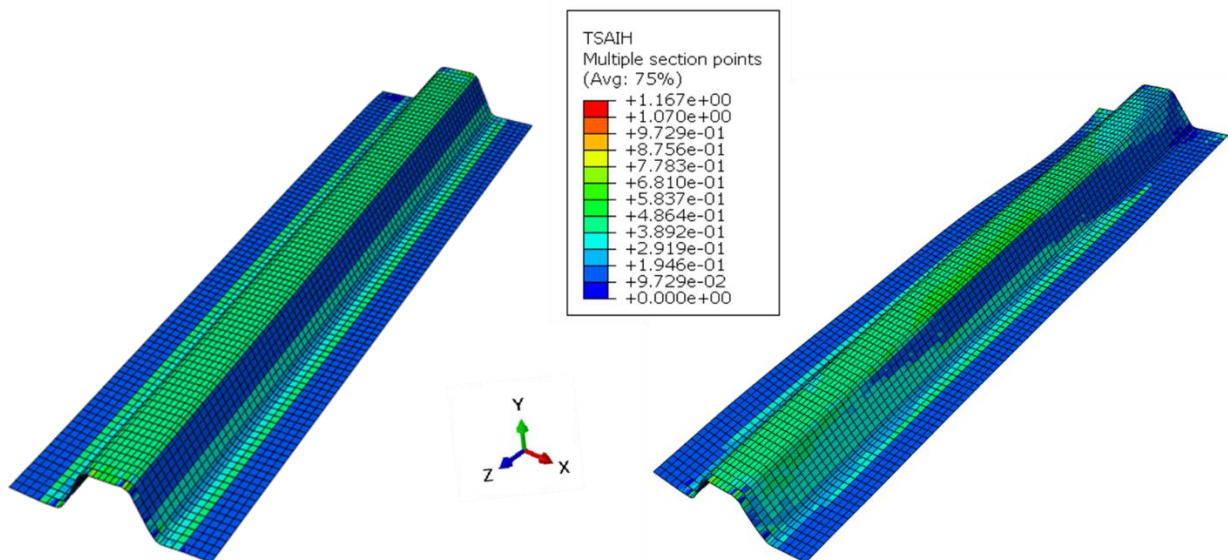 TSAIH
Multiple section points
(Avg: 75%)
+1.167e+00
+1.070e+00
+9.729e-01
+8.756e-01
+7.783e-01
+6.810e-01
+5.837e-01
+4.864e-01
+3.892e-01
+2.919e-01
+1.946e-01
+9.729e-02
+0.000e+00
Y
Z X